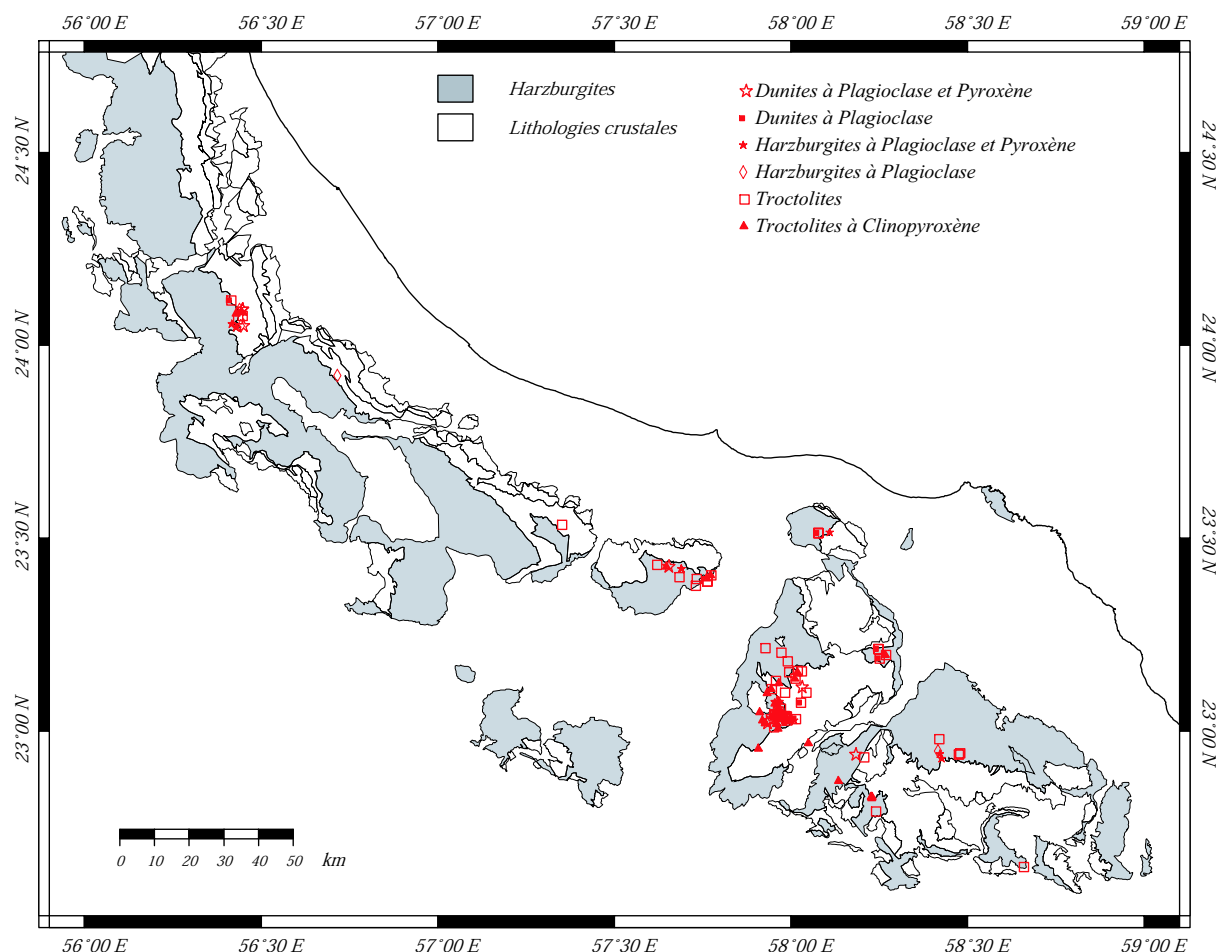 56°00 E 56°30 E 57°00 E 57°30 E 58°00 E 58°30 E 59°00 E
Harzburgites
Lithologies crustales
Dunites à Plagioclase et Pyroxène
Dunites à Plagioclase
Harzburgites à Plagioclase et Pyroxène
Harzburgites à Plagioclase
Troctolites
Troctolites à Clinopyroxène
24°30 N 24°30 N
24°00 N 24°00 N
23°30 N 23°30 N
23°00 N 23°00 N
0 10 20 30 40 50 km
56°00 E 56°30 E 57°00 E 57°30 E 58°00 E 58°30 E 59°00 E